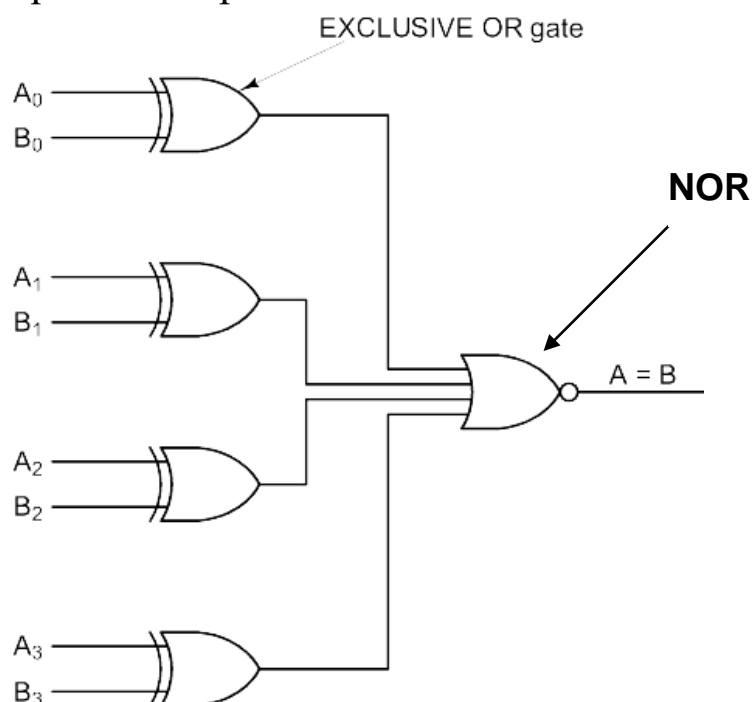 EXCLUSIVE OR gate
A₀
B₀
NOR
A₁
B₁
A = B
A₂
B₂
A₃
B₃